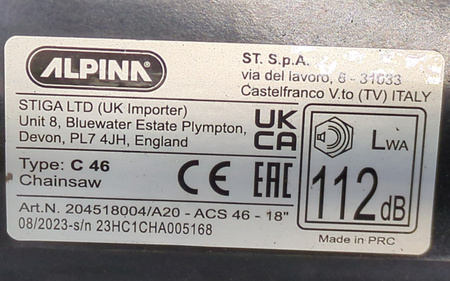 ALPINA
ST. S.p.A.
via del lavoro, 6 - 31033
Castelfranco V.to (TV) ITALY
STIGA LTD (UK Importer)
Unit 8, Bluewater Estate Plympton,
Devon, PL7 4JH, England
UK
CA
Type: C 46
Chainsaw
CE EAC
LWA
112dB
Art.N. 204518004/A20 - ACS 46 - 18"
08/2023-s/n 23HC1CHA005168
Made in PRC